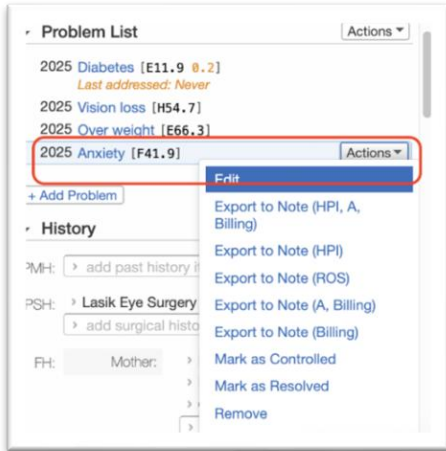 Problem List
Actions
2025 Diabetes [E11.9 0.2]
Last addressed: Never
2025 Vision loss [H54.7]
2025 Over weight [E66.3]
2025 Anxiety [F41.9]
Actions
Edit
+ Add Problem
Export to Note (HPI, A,
Billing)
History
Export to Note (HPI)
PMH: > add past history
Export to Note (ROS)
PSH: > Lasik Eye Surgery
Export to Note (A, Billing)
> add surgical
Export to Note (Billing)
FH: Mother: >
Mark as Controlled
Mark as Resolved
Remove